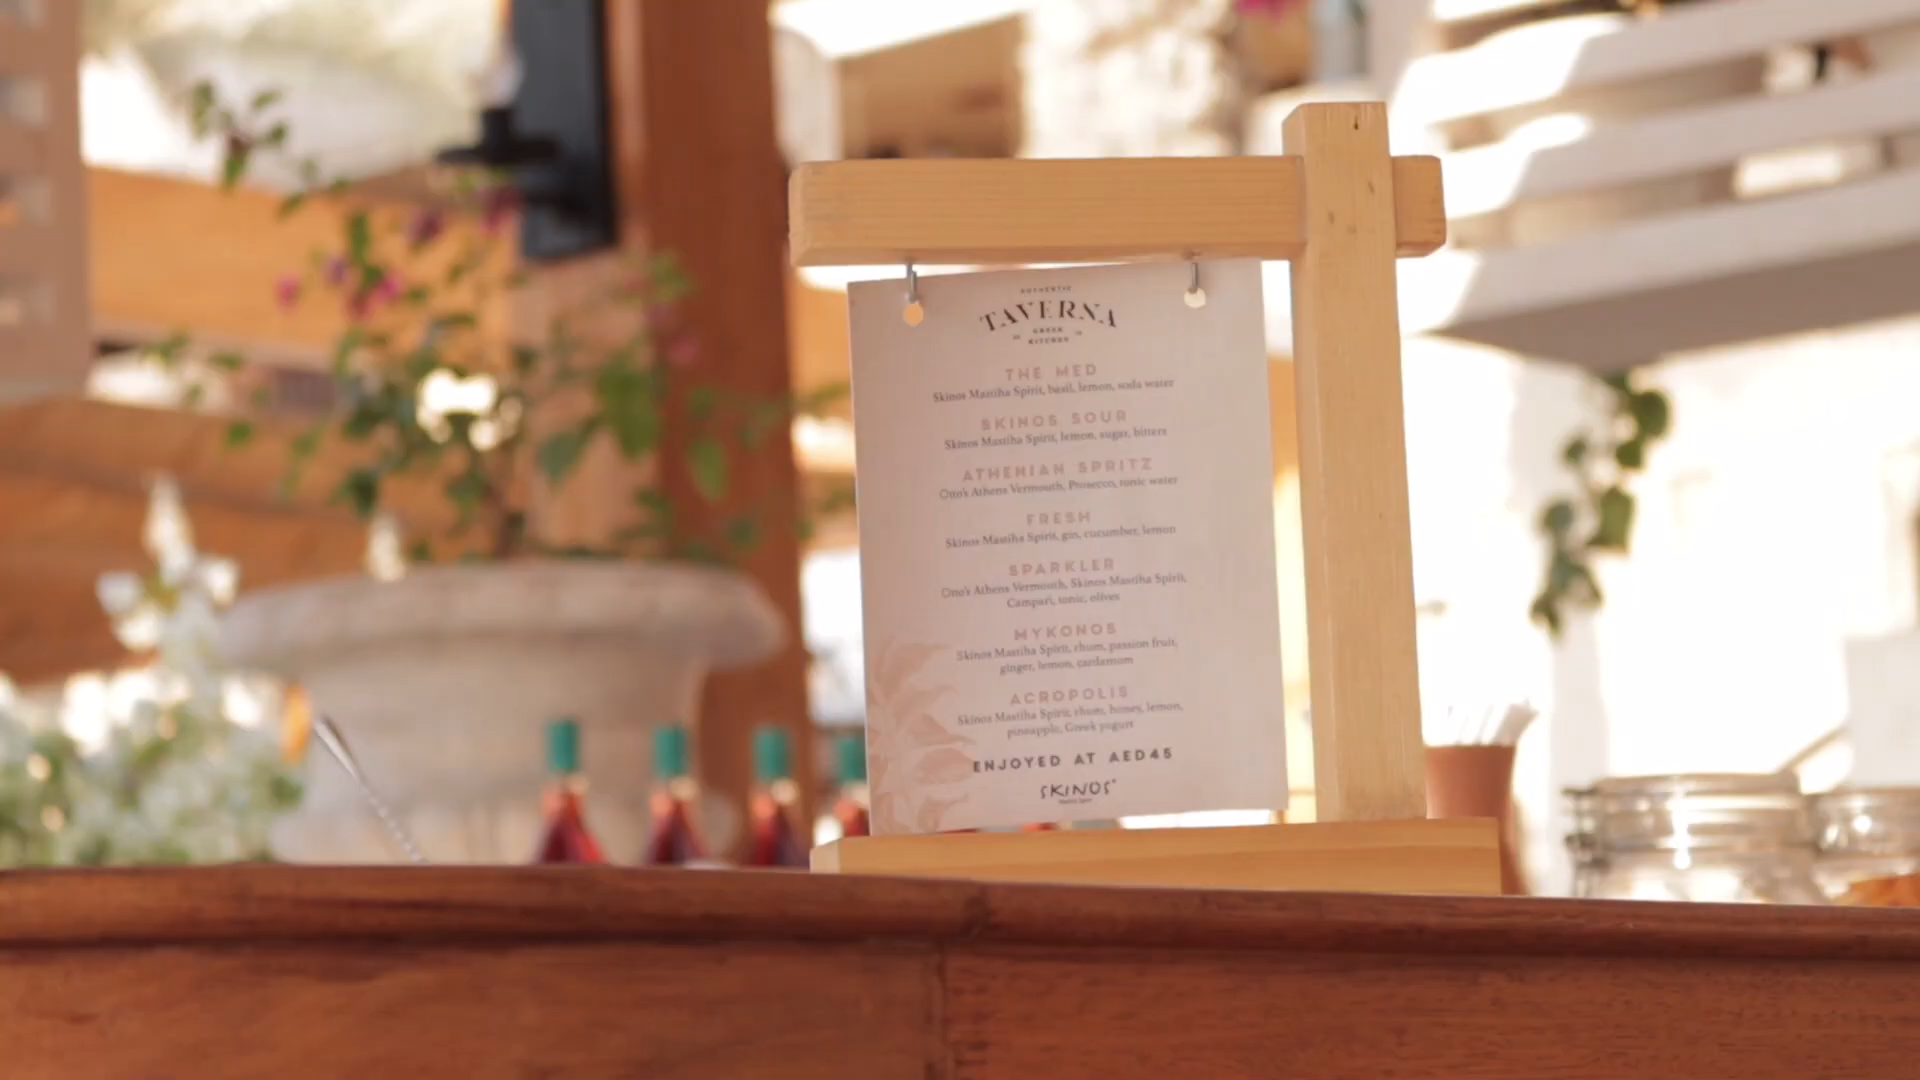 AUTHENTIC
TAVERNA
GREEK
KITCHEN
THE MED
Skinos Mastiha Spirit, basil, lemon, soda water
SKINOS SOUR
Skinos Mastiha Spirit, lemon, sugar, bitters
ATHENIAN SPRITZ
Otto's Athens Vermouth, Prosecco, tonic water
FRESH
Skinos Mastiha Spirit, gin, cucumber, lemon
SPARKLER
Otto's Athens Vermouth, Skinos Mastiha Spirit,
Campari, tonic, olives
MYKONOS
Skinos Mastiha Spirit, rhum, passion fruit,
ginger, lemon, cardamom
ACROPOLIS
Skinos Mastiha Spirit, rhum, honey, lemon,
pineapple, Greek yogurt
ENJOYED AT AED45
SKINOS